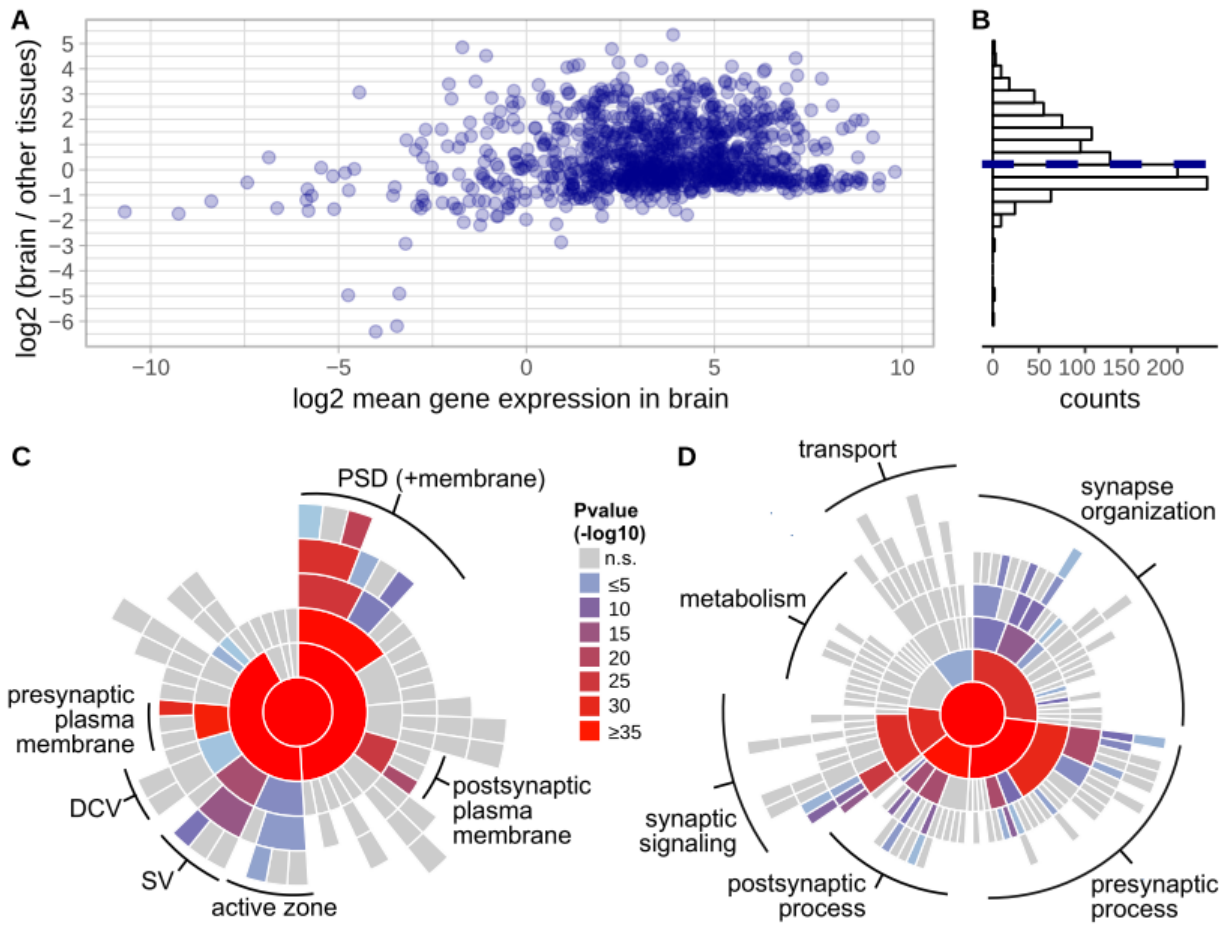 A
B
log2 (brain / other tissues)
5
4
3
2
1
0
−1
−2
−3
−4
−5
−6
−10
−5
0
5
10
log2 mean gene expression in brain
0
50
100
150
200
counts
C
PSD (+membrane)
presynaptic
plasma
membrane
DCV
SV
active zone
postsynaptic
plasma
membrane
Pvalue
(-log10)
n.s.
≤5
10
15
20
25
30
≥35
D
transport
synapse
organization
metabolism
synaptic
signaling
postsynaptic
process
presynaptic
process